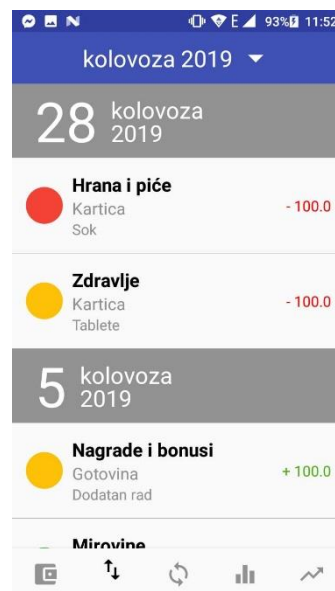 E 93% 11:52
kolovoza 2019
28 kolovoza
2019
Hrana i piće
Kartica
- 100.0
Sok
Zdravlje
Kartica
- 100.0
Tablete
5 kolovoza
2019
Nagrade i bonusi
Gotovina
+ 100.0
Dodatan rad
Mirovine